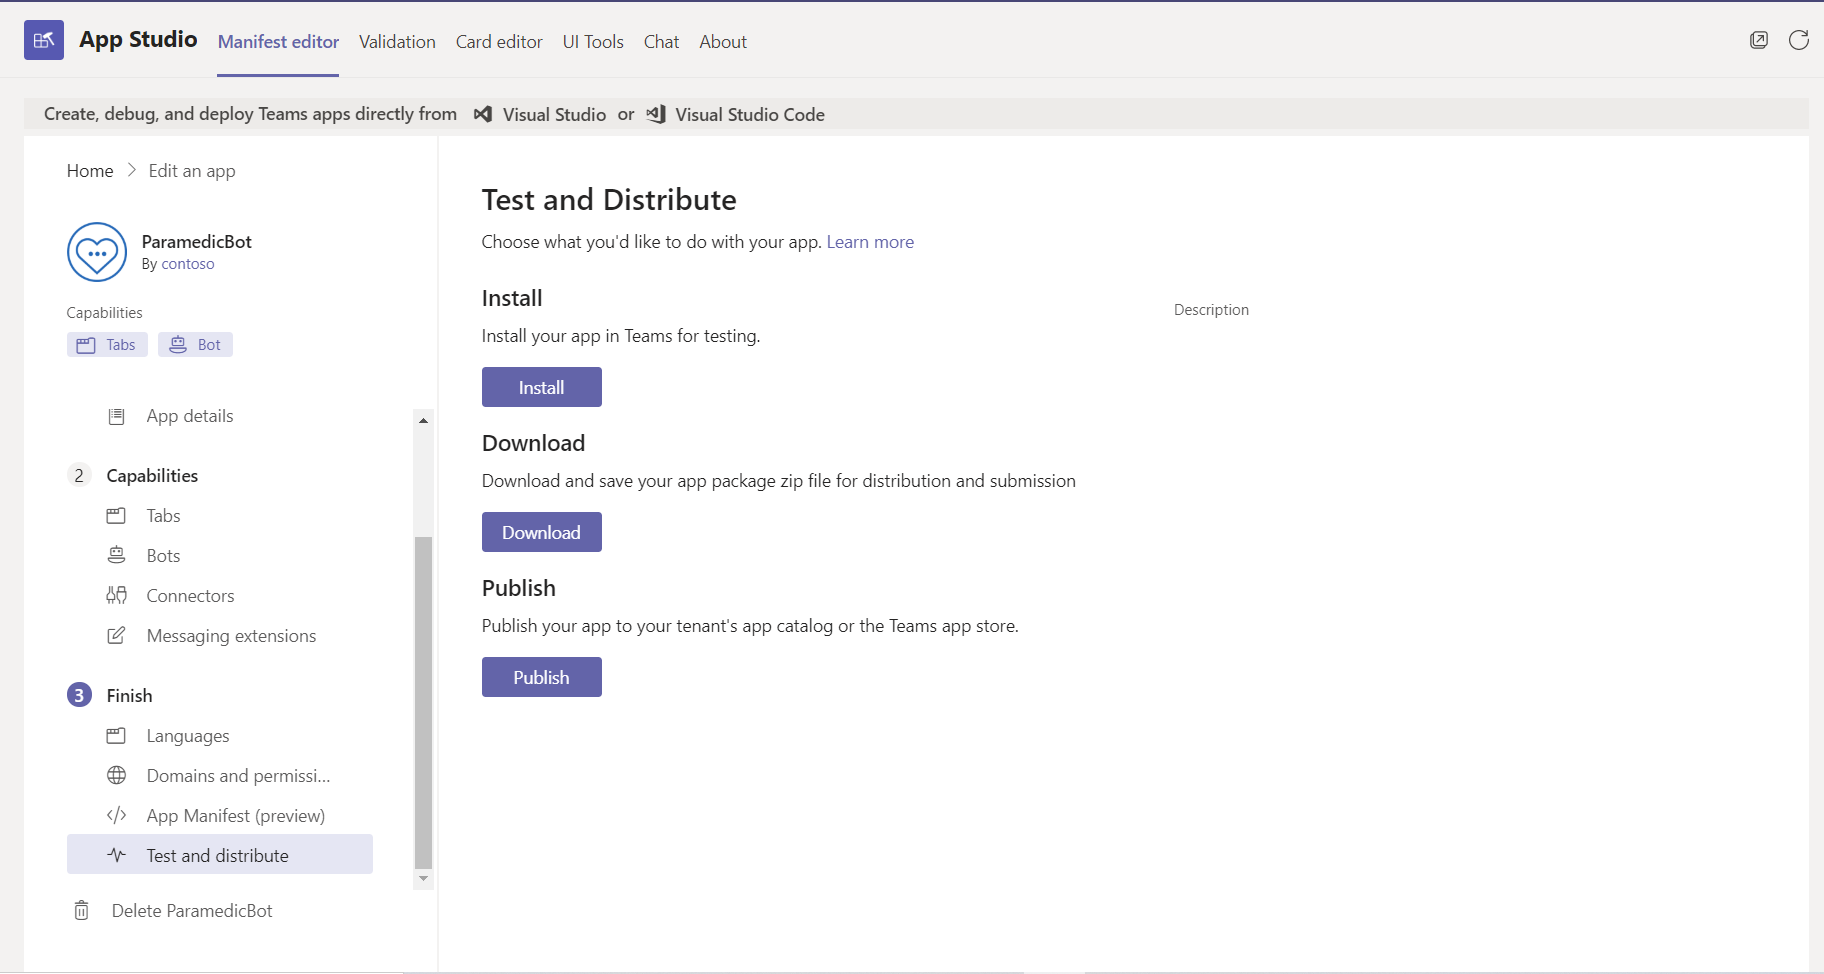 App Studio Manifest editor Validation Card editor UI Tools Chat About
Create, debug, and deploy Teams apps directly from Visual Studio or Visual Studio Code
Home > Edit an app
ParamedicBot
By contoso
Capabilities
Tabs Bot
App details
2 Capabilities
Tabs
Bots
Connectors
Messaging extensions
3 Finish
Languages
Domains and permissi...
App Manifest (preview)
Test and distribute
Delete ParamedicBot
Test and Distribute
Choose what you'd like to do with your app. Learn more
Install
Description
Install your app in Teams for testing.
Install
Download
Download and save your app package zip file for distribution and submission
Download
Publish
Publish your app to your tenant's app catalog or the Teams app store.
Publish